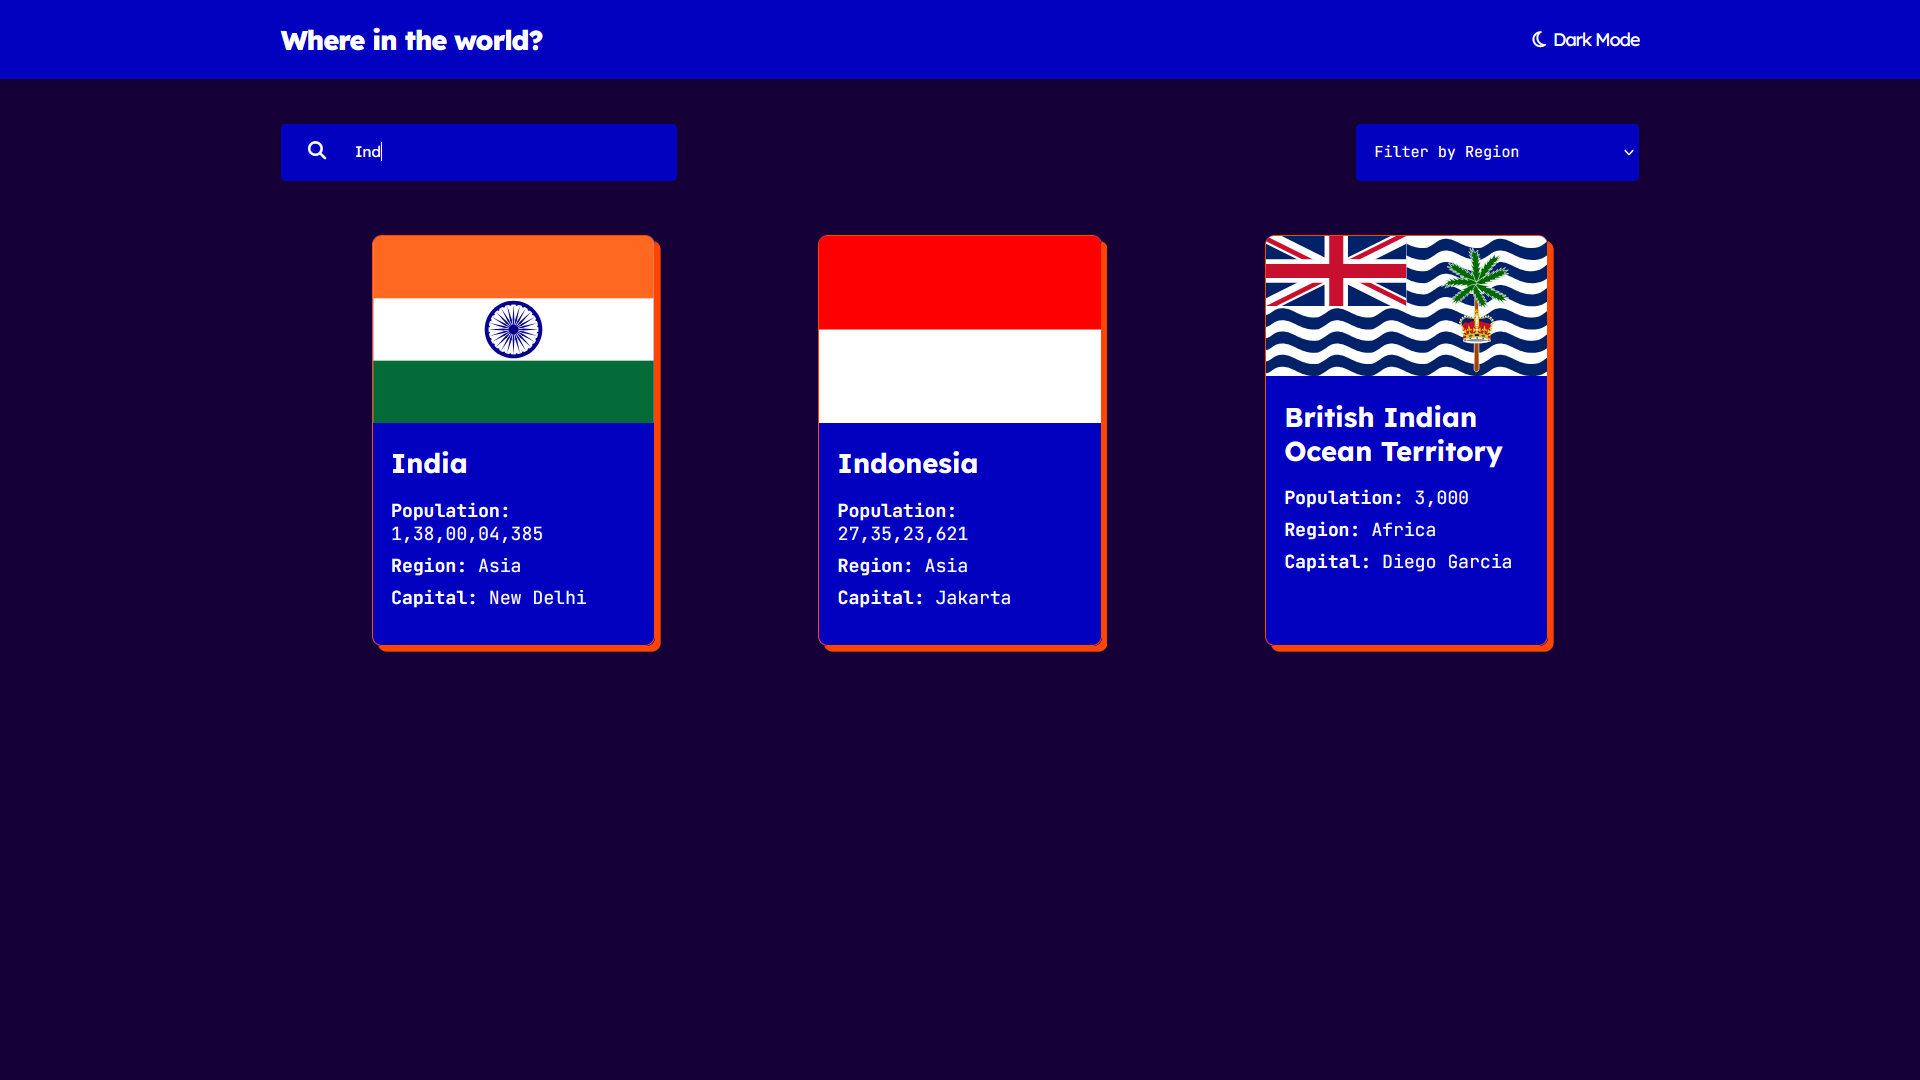 Where in the world?
Dark Mode
Ind
Filter by Region
India
Population:
1,38,00,04,385
Region: Asia
Capital: New Delhi
Indonesia
Population:
27,35,23,621
Region: Asia
Capital: Jakarta
British Indian
Ocean Territory
Population: 3,000
Region: Africa
Capital: Diego Garcia